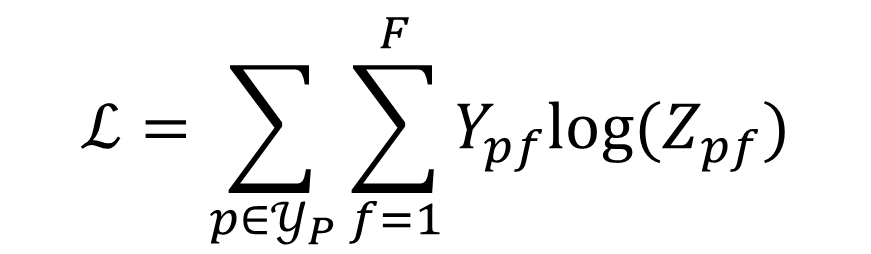 ℒ = ∑_{p∈𝒴_P} ∑_{f=1}^{F} Y_{pf} log(Z_{pf})